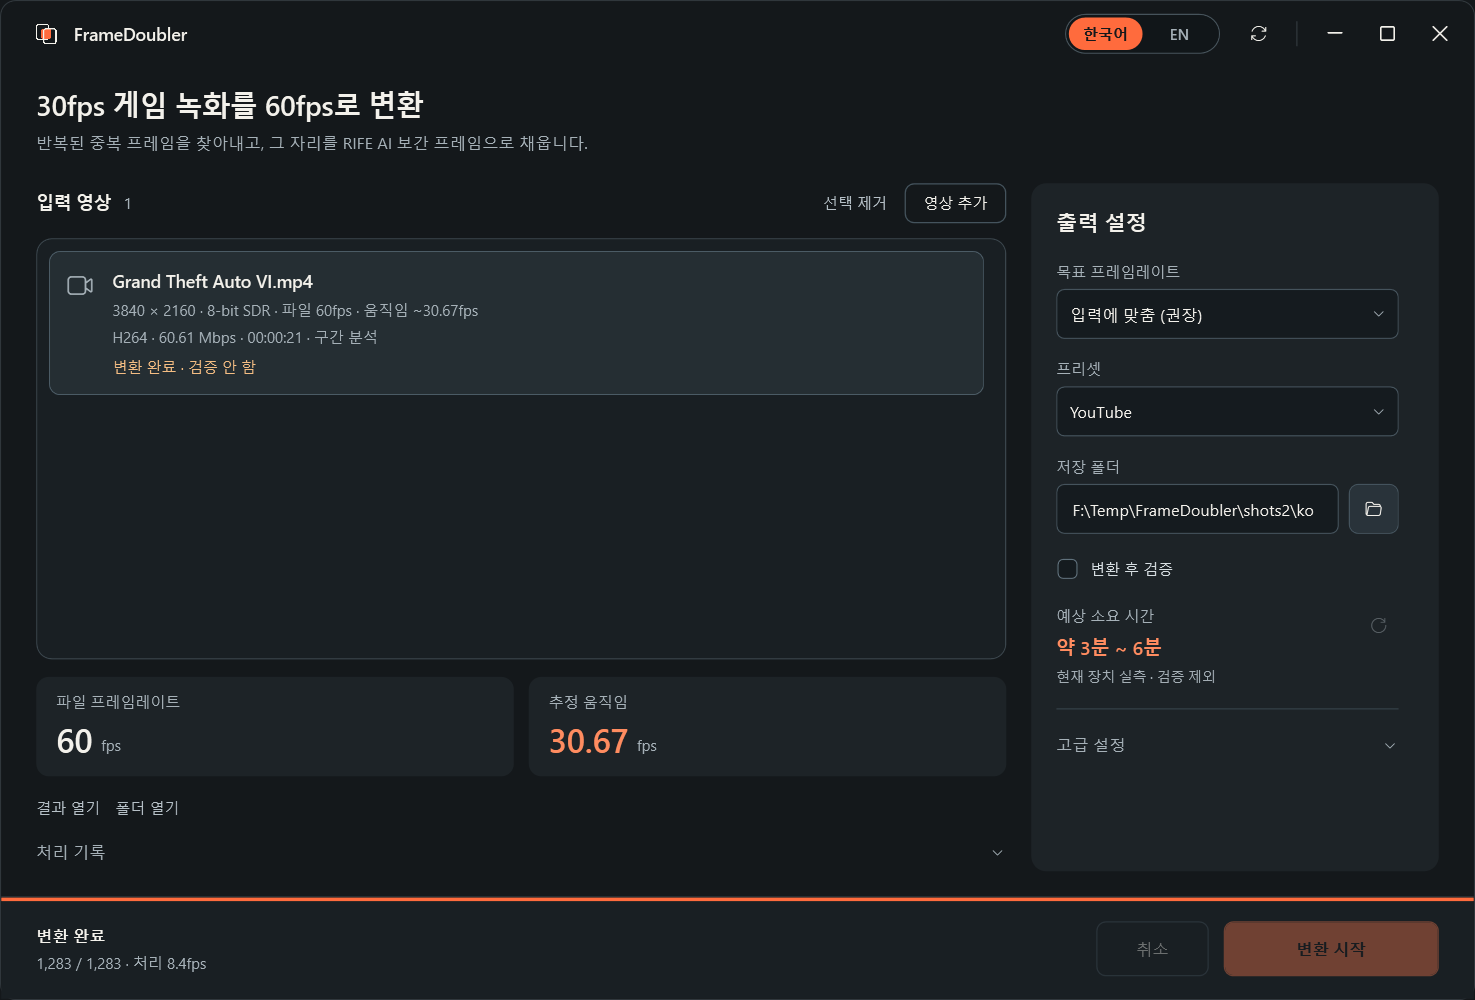 FrameDoubler
한국어
EN
30fps 게임 녹화를 60fps로 변환
반복된 중복 프레임을 찾아내고, 그 자리를 RIFE AI 보간 프레임으로 채웁니다.
입력 영상 1
선택 제거
영상 추가
Grand Theft Auto VI.mp4
3840 × 2160 · 8-bit SDR · 파일 60fps · 움직임 ~30.67fps
H264 · 60.61 Mbps · 00:00:21 · 구간 분석
변환 완료 · 검증 안 함
파일 프레임레이트
60 fps
추정 움직임
30.67 fps
결과 열기 폴더 열기
처리 기록
출력 설정
목표 프레임레이트
입력에 맞춤 (권장)
프리셋
YouTube
저장 폴더
F:\Temp\FrameDoubler\shots2\ko
변환 후 검증
예상 소요 시간
약 3분 ~ 6분
현재 장치 실측 · 검증 제외
고급 설정
변환 완료
1,283 / 1,283 · 처리 8.4fps
취소
변환 시작